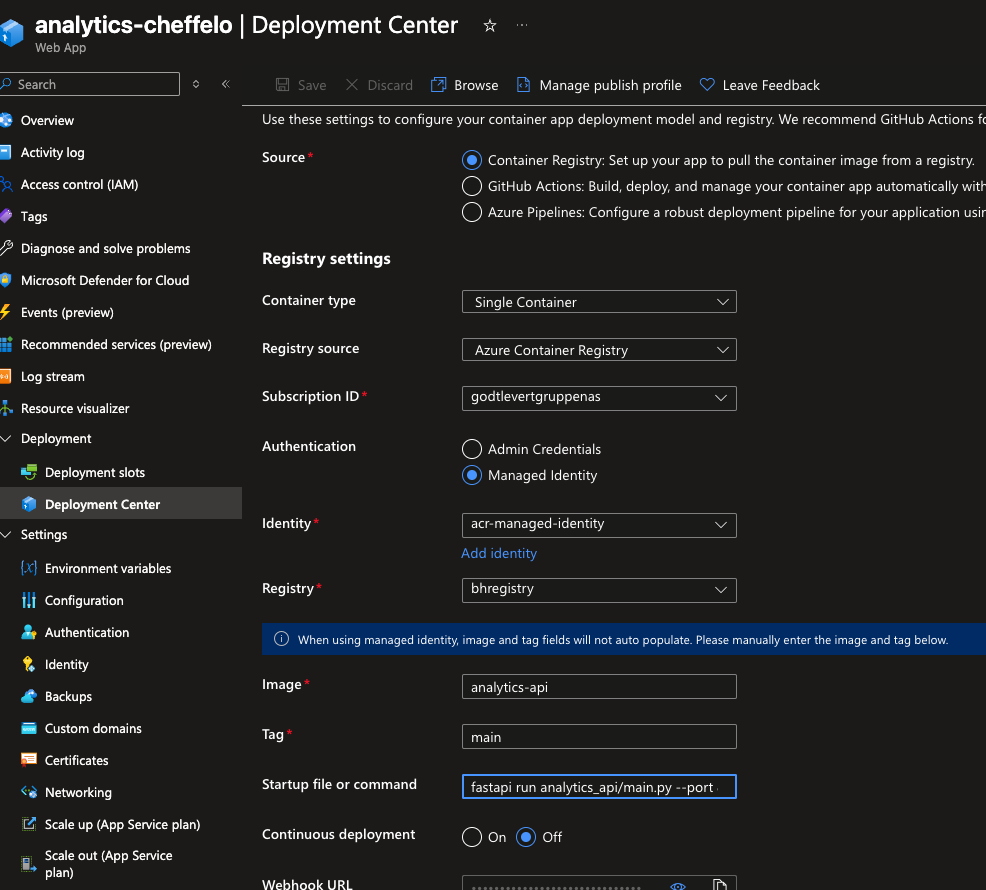 analytics-cheffelo | Deployment Center
Web App
Search
Save
Discard
Browse
Manage publish profile
Leave Feedback
Overview
Activity log
Access control (IAM)
Tags
Diagnose and solve problems
Microsoft Defender for Cloud
Events (preview)
Recommended services (preview)
Log stream
Resource visualizer
Deployment
Deployment slots
Deployment Center
Settings
Environment variables
Configuration
Authentication
Identity
Backups
Custom domains
Certificates
Networking
Scale up (App Service plan)
Scale out (App Service
plan)
Use these settings to configure your container app deployment model and registry. We recommend GitHub Actions
Source*
Container Registry: Set up your app to pull the container image from a registry.
GitHub Actions: Build, deploy, and manage your container app automatically with
Azure Pipelines: Configure a robust deployment pipeline for your application
Registry settings
Container type
Single Container
Registry source
Azure Container Registry
Subscription ID*
godtlevertgruppenas
Authentication
Admin Credentials
Managed Identity
Identity*
acr-managed-identity
Add identity
Registry*
bhregistry
When using managed identity, image and tag fields will not auto populate. Please manually enter the image and tag below.
Image*
analytics-api
Tag*
main
Startup file or command
fastapi run analytics_api/main.py --port
Continuous deployment
On
Off
Webhook URL